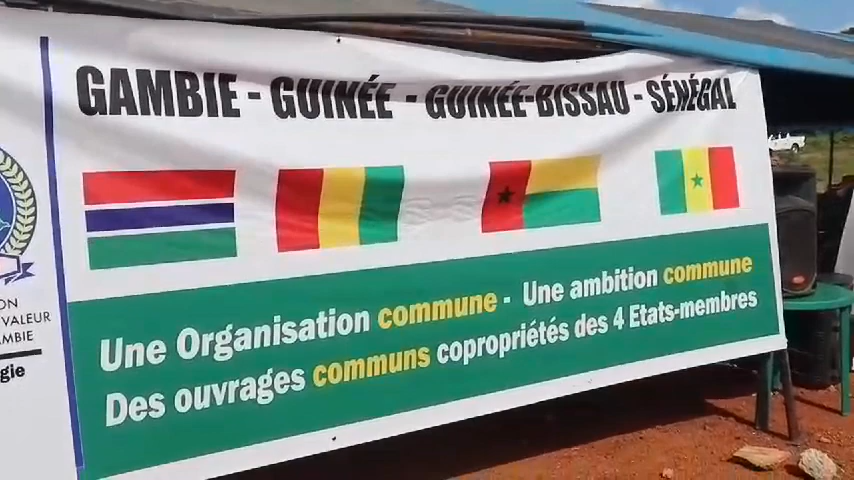 GAMBIE - GUINÉE - GUINÉE-BISSAU - SÉNÉGAL
Une Organisation commune - Une ambition commune
Des ouvrages communs copropriétés des 4 Etats-membres
ON
VALEUR
MBIE
gie